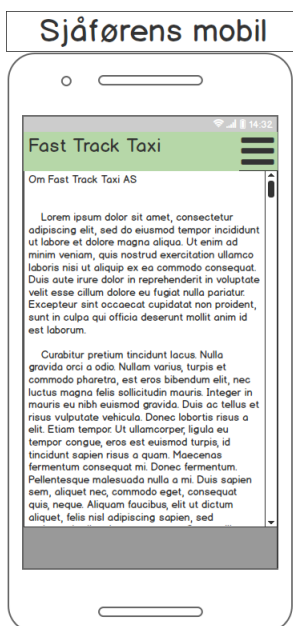 Sjåførens mobil
14:32
Fast Track Taxi
Om Fast Track Taxi AS
Lorem ipsum dolor sit amet, consectetur
adipiscing elit, sed do eiusmod tempor incididunt
ut labore et dolore magna aliqua. Ut enim ad
minim veniam, quis nostrud exercitation ullamco
laboris nisi ut aliquip ex ea commodo consequat.
Duis aute irure dolor in reprehenderit in voluptate
velit esse cillum dolore eu fugiat nulla pariatur.
Excepteur sint occaecat cupidatat non proident,
sunt in culpa qui officia deserunt mollit anim id
est laborum.
Curabitur pretium tincidunt lacus. Nulla
gravida orci a odio. Nullam varius, turpis et
commodo pharetra, est eros bibendum elit, nec
luctus magna felis sollicitudin mauris. Integer in
mauris eu nibh euismod gravida. Duis ac tellus et
risus vulputate vehicula. Donec lobortis risus a
elit. Etiam tempor. Ut ullamcorper, ligula eu
tempor congue, eros est euismod turpis, id
tincidunt sapien risus a quam. Maecenas
fermentum consequat mi. Donec fermentum.
Pellentesque malesuada nulla a mi. Duis sapien
sem, aliquet nec, commodo eget, consequat
quis, neque. Aliquam faucibus, elit ut dictum
aliquet, felis nisl adipiscing sapien, sed